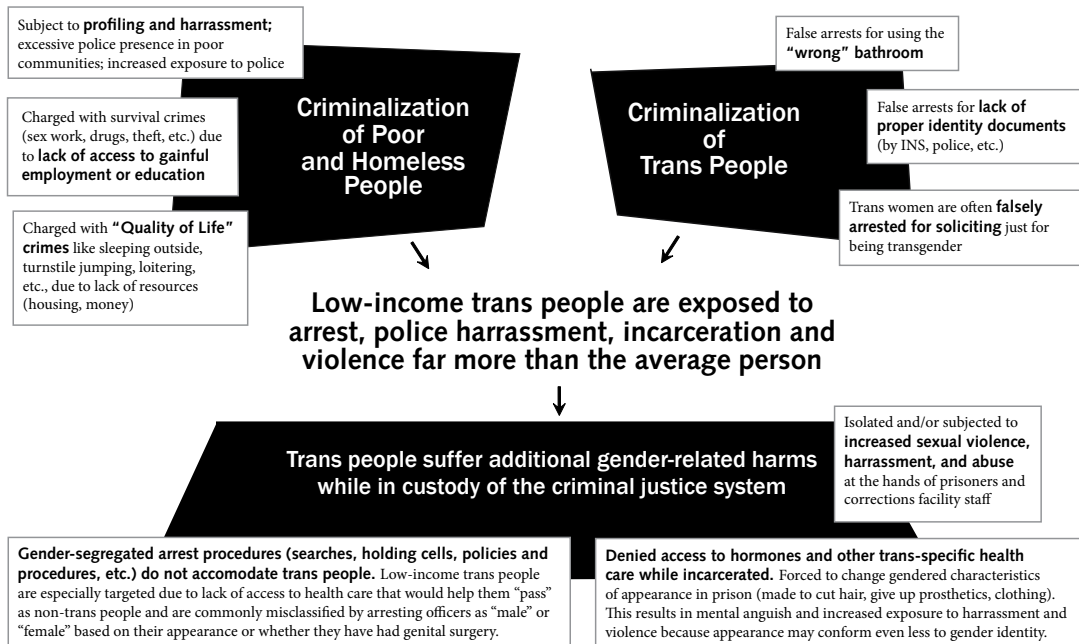 Subject to profiling and harrassment;
excessive police presence in poor
communities; increased exposure to police
Charged with survival crimes
(sex work, drugs, theft, etc.) due
to lack of access to gainful
employment or education
Charged with “Quality of Life”
crimes like sleeping outside,
turnstile jumping, loitering,
etc., due to lack of resources
(housing, money)
Criminalization
of Poor
and Homeless
People
Criminalization
of
Trans People
False arrests for using the
“wrong” bathroom
False arrests for lack of
proper identity documents
(by INS, police, etc.)
Trans women are often falsely
arrested for soliciting just for
being transgender
Low-income trans people are exposed to
arrest, police harrassment, incarceration and
violence far more than the average person
Trans people suffer additional gender-related harms
while in custody of the criminal justice system
Isolated and/or subjected to
increased sexual violence,
harrassment, and abuse
at the hands of prisoners and
corrections facility staff
Gender-segregated arrest procedures (searches, holding cells, policies and
procedures, etc.) do not accomodate trans people. Low-income trans people
are especially targeted due to lack of access to health care that would help them “pass”
as non-trans people and are commonly misclassified by arresting officers as “male” or
“female” based on their appearance or whether they have had genital surgery.
Denied access to hormones and other trans-specific health
care while incarcerated. Forced to change gendered characteristics
of appearance in prison (made to cut hair, give up prosthetics, clothing).
This results in mental anguish and increased exposure to harrassment and
violence because appearance may conform even less to gender identity.